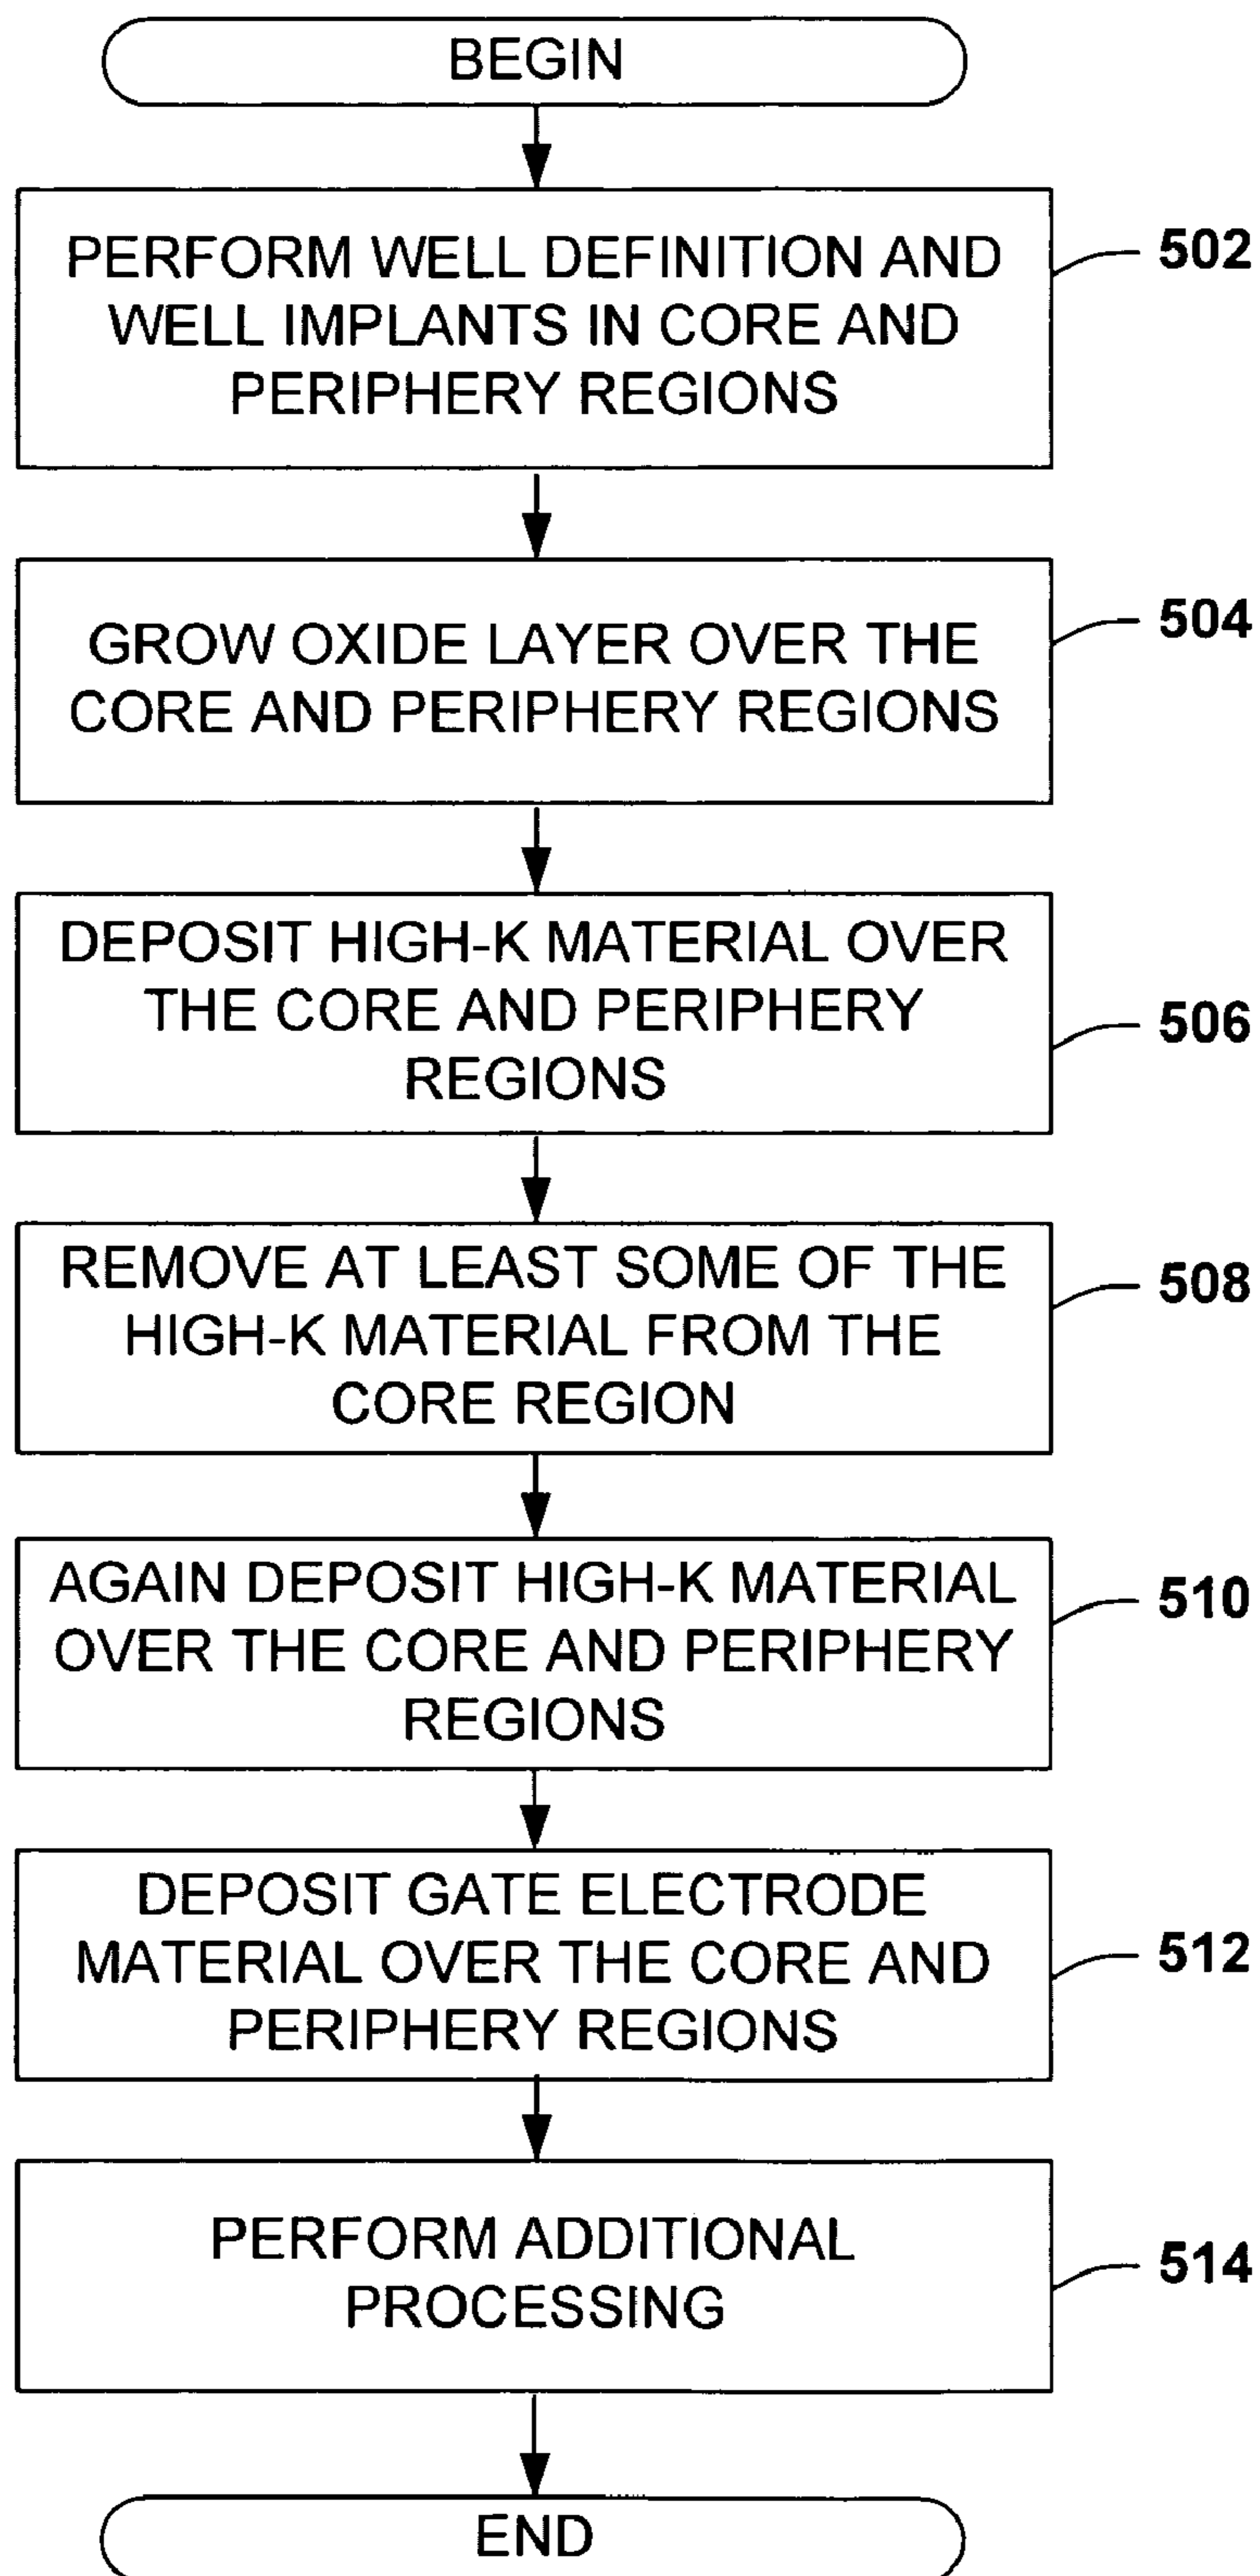 BEGIN
PERFORM WELL DEFINITION AND
WELL IMPLANTS IN CORE AND
PERIPHERY REGIONS
502
GROW OXIDE LAYER OVER THE
CORE AND PERIPHERY REGIONS
504
DEPOSIT HIGH-K MATERIAL OVER
THE CORE AND PERIPHERY
REGIONS
506
REMOVE AT LEAST SOME OF THE
HIGH-K MATERIAL FROM THE
CORE REGION
508
AGAIN DEPOSIT HIGH-K MATERIAL
OVER THE CORE AND PERIPHERY
REGIONS
510
DEPOSIT GATE ELECTRODE
MATERIAL OVER THE CORE AND
PERIPHERY REGIONS
512
PERFORM ADDITIONAL
PROCESSING
514
END